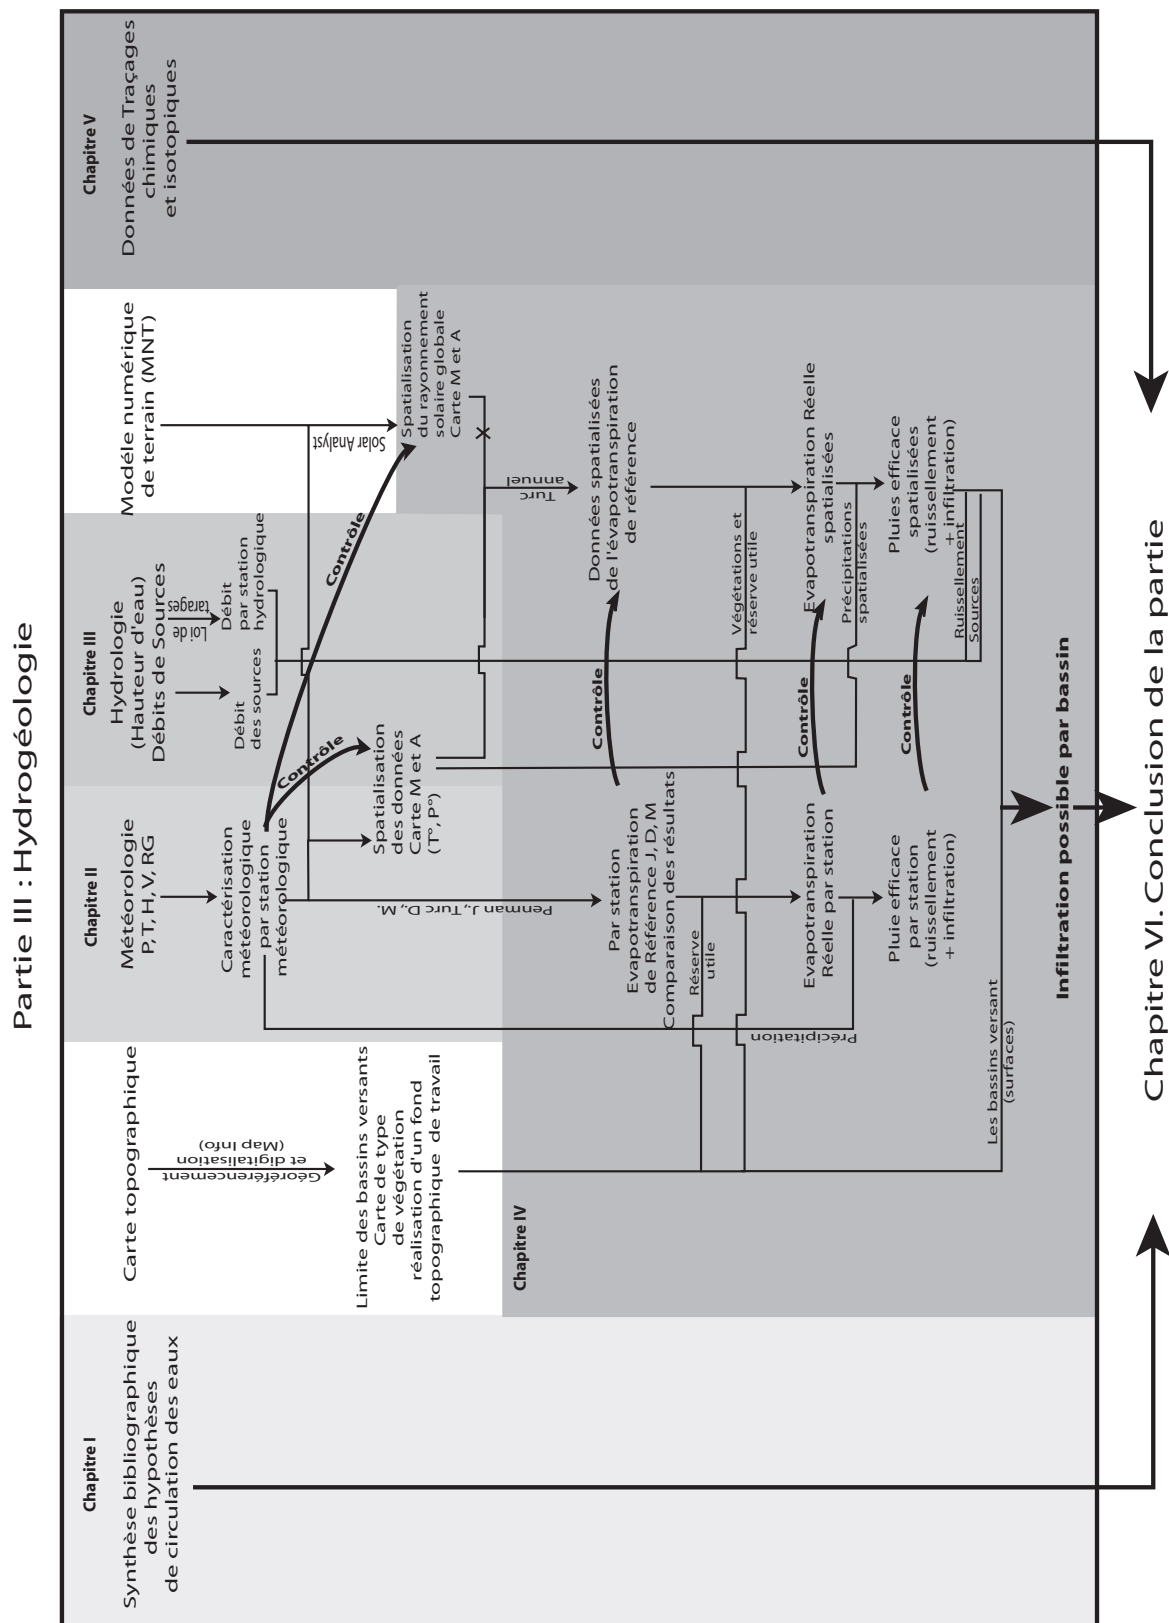 Partie III : Hydrogéologie
Chapitre I
Synthèse bibliographique
des hypothèses
de circulation des eaux
Carte topographique
Géoréférencement
et digitalisation
(Map Info)
Limite des bassins versants
Carte de type
de végétation
réalisation d'un fond
topographique de travail
Chapitre II
Météorologie
P, T, H, V, RG
Caractérisation
météorologique
par station
météorologique
Chapitre III
Hydrologie
(Hauteur d'eau)
Débits de Sources
Loi de
tarages
Débit
des sources
Débit
par station
hydrologique
Modéle numérique
de terrain (MNT)
Solar Analyst
Contrôle
Contrôle
Spatialisation
des données
Carte M et A
(T°, P°)
Spatialisation
du rayonnement
solaire globale
Carte M et A
Chapitre V
Données de Traçages
chimiques
et isotopiques
Chapitre IV
Penman J., Turc D., M.
Turc
annuel
Par station
Evapotranspiration
de Référence J, D, M
Comparaison des résultats
Contrôle
Données spatialisées
de l'évapotranspiration
de référence
Réserve
utile
Végétations et
réserve utile
Précipitation
Evapotranspiration
Réelle par station
Contrôle
Evapotranspiration Réelle
spatialisées
Précipitations
spatialisées
Pluie efficace
par station
(ruissellement
+ infiltration)
Contrôle
Pluies efficace
spatialisées
(ruissellement
+ infiltration)
Ruissellement
Sources
Les bassins versant
(surfaces)
Infiltration possible par bassin
Chapitre VI. Conclusion de la partie